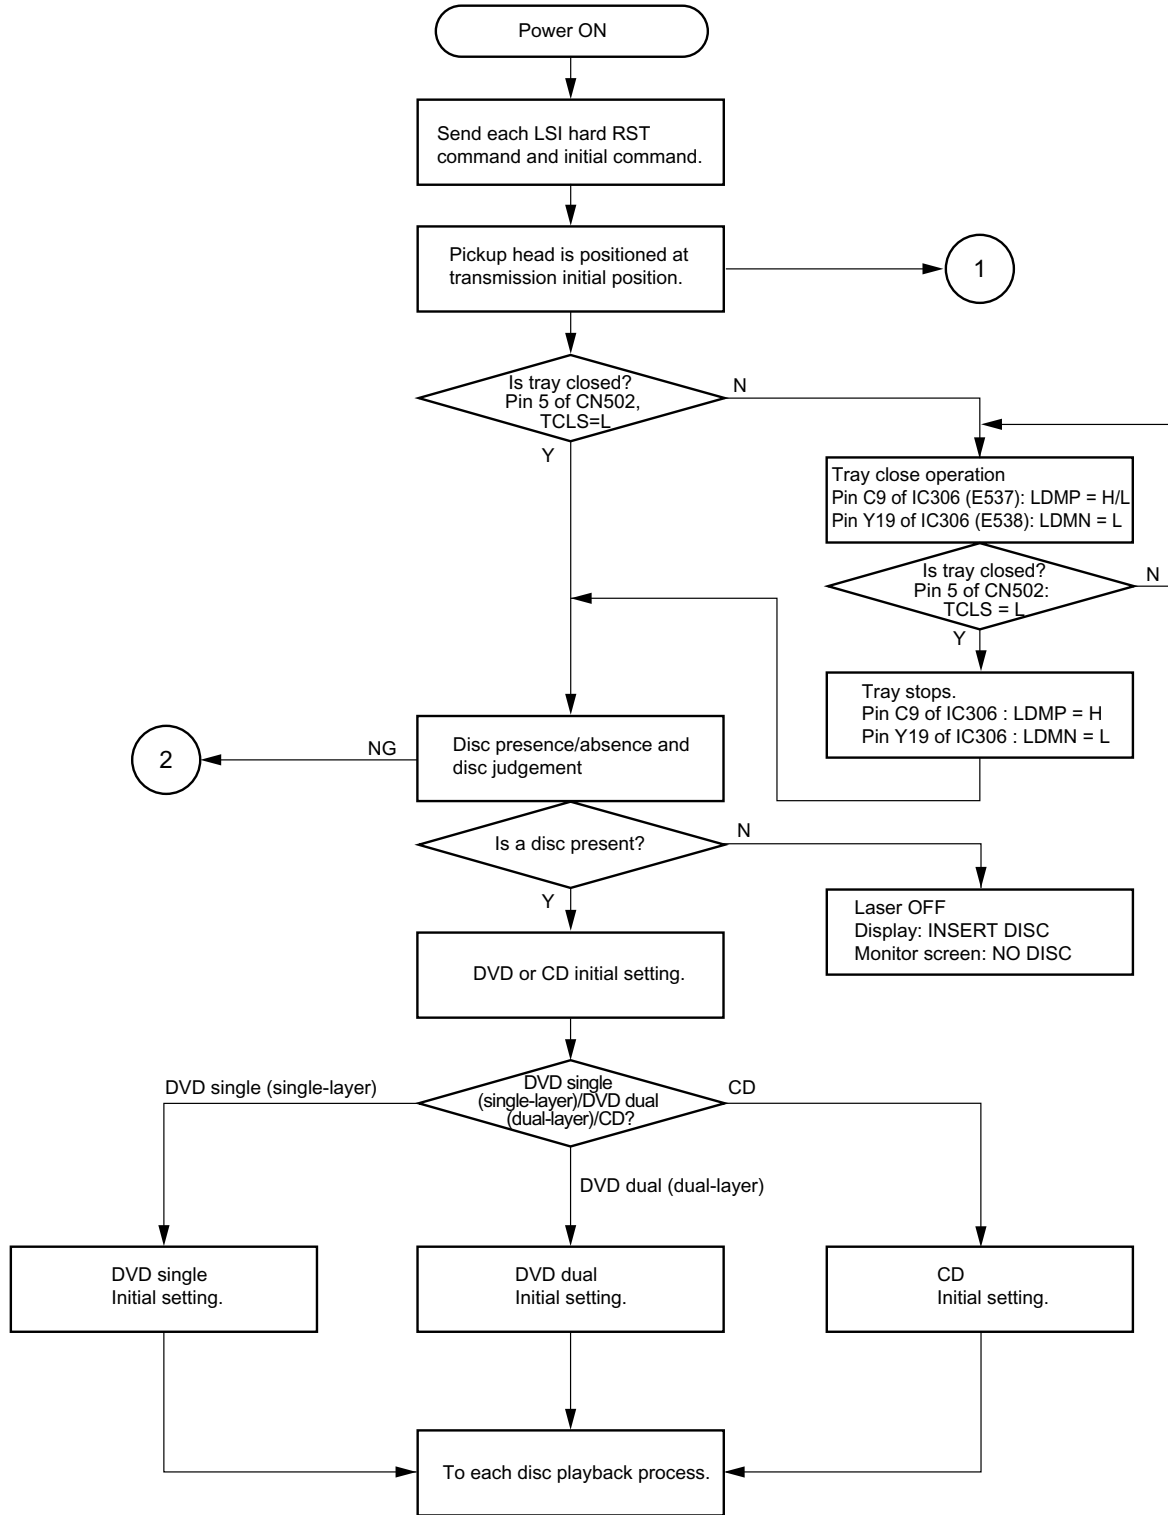 Power ON
Send each LSI hard RST
command and initial command.
Pickup head is positioned at
transmission initial position.
1
Is tray closed?
Pin 5 of CN502,
TCLS=L
N
Y
Tray close operation
Pin C9 of IC306 (E537): LDMP = H/L
Pin Y19 of IC306 (E538): LDMN = L
Is tray closed?
Pin 5 of CN502:
TCLS = L
N
Y
Tray stops.
Pin C9 of IC306 : LDMP = H
Pin Y19 of IC306 : LDMN = L
Disc presence/absence and
disc judgement
NG
2
Is a disc present?
N
Y
Laser OFF
Display: INSERT DISC
Monitor screen: NO DISC
DVD or CD initial setting.
DVD single
(single-layer)/DVD dual
(dual-layer)/CD?
DVD single (single-layer)
CD
DVD dual (dual-layer)
DVD single
Initial setting.
DVD dual
Initial setting.
CD
Initial setting.
To each disc playback process.